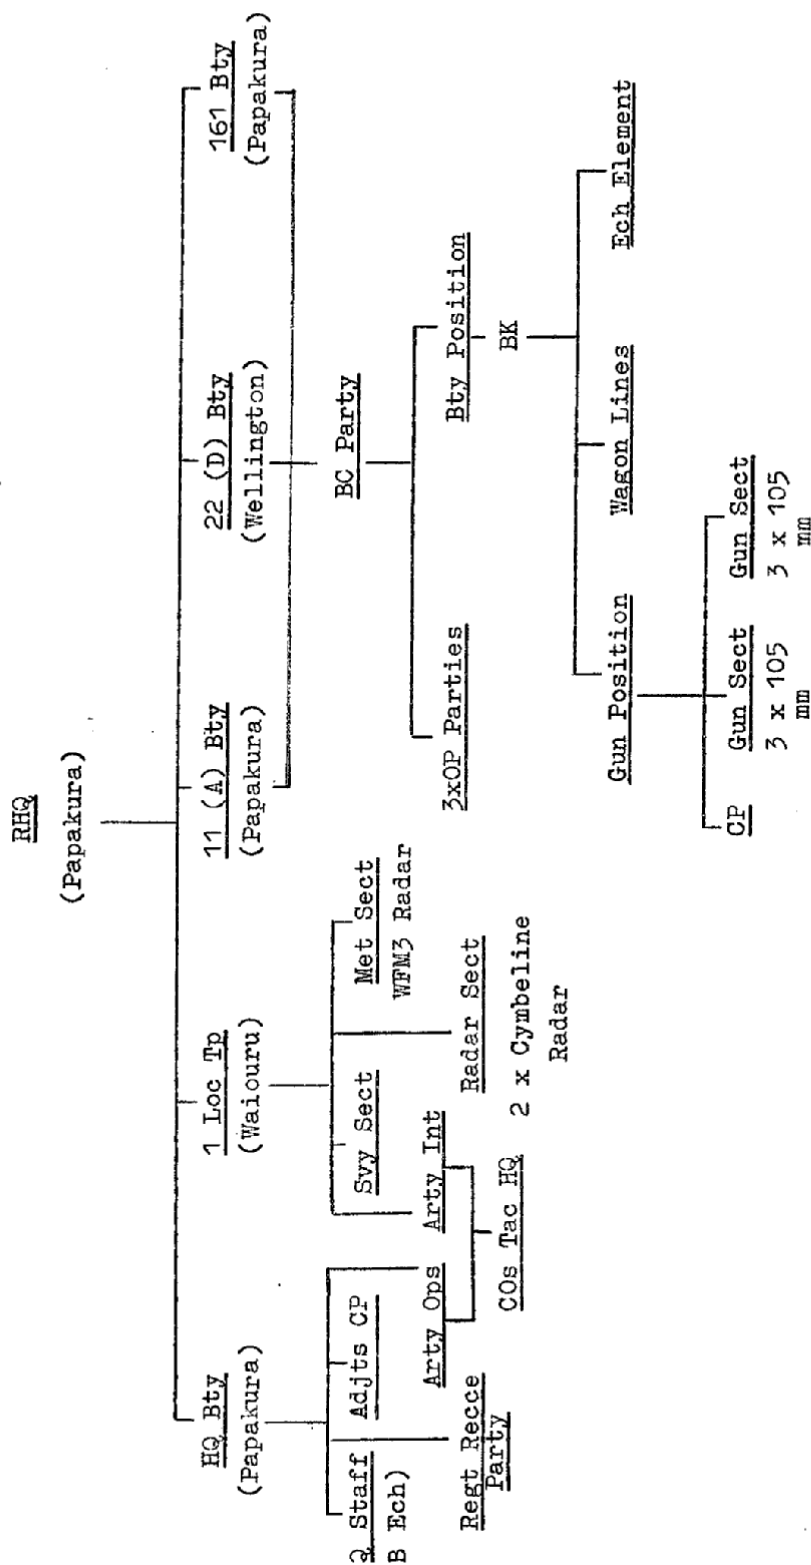 RHQ
(Papakura)
HQ Bty
(Papakura)
1 Loc Tp
(Waiouru)
11 (A) Bty
(Papakura)
22 (D) Bty
(Wellington)
161 Bty
(Papakura)
Q Staff
B Ech)
Adjts CP
Regt Recce
Party
Arty Ops
Svy Sect
Met Sect
WFM3 Radar
Arty Int
Radar Sect
2 x Cymbeline
Radar
COs Tac HQ
BC Party
3xOP Parties
Bty Position
BK
Gun Position
Wagon Lines
Ech Element
CP
Gun Sect
3 x 105
mm
Gun Sect
3 x 105
mm